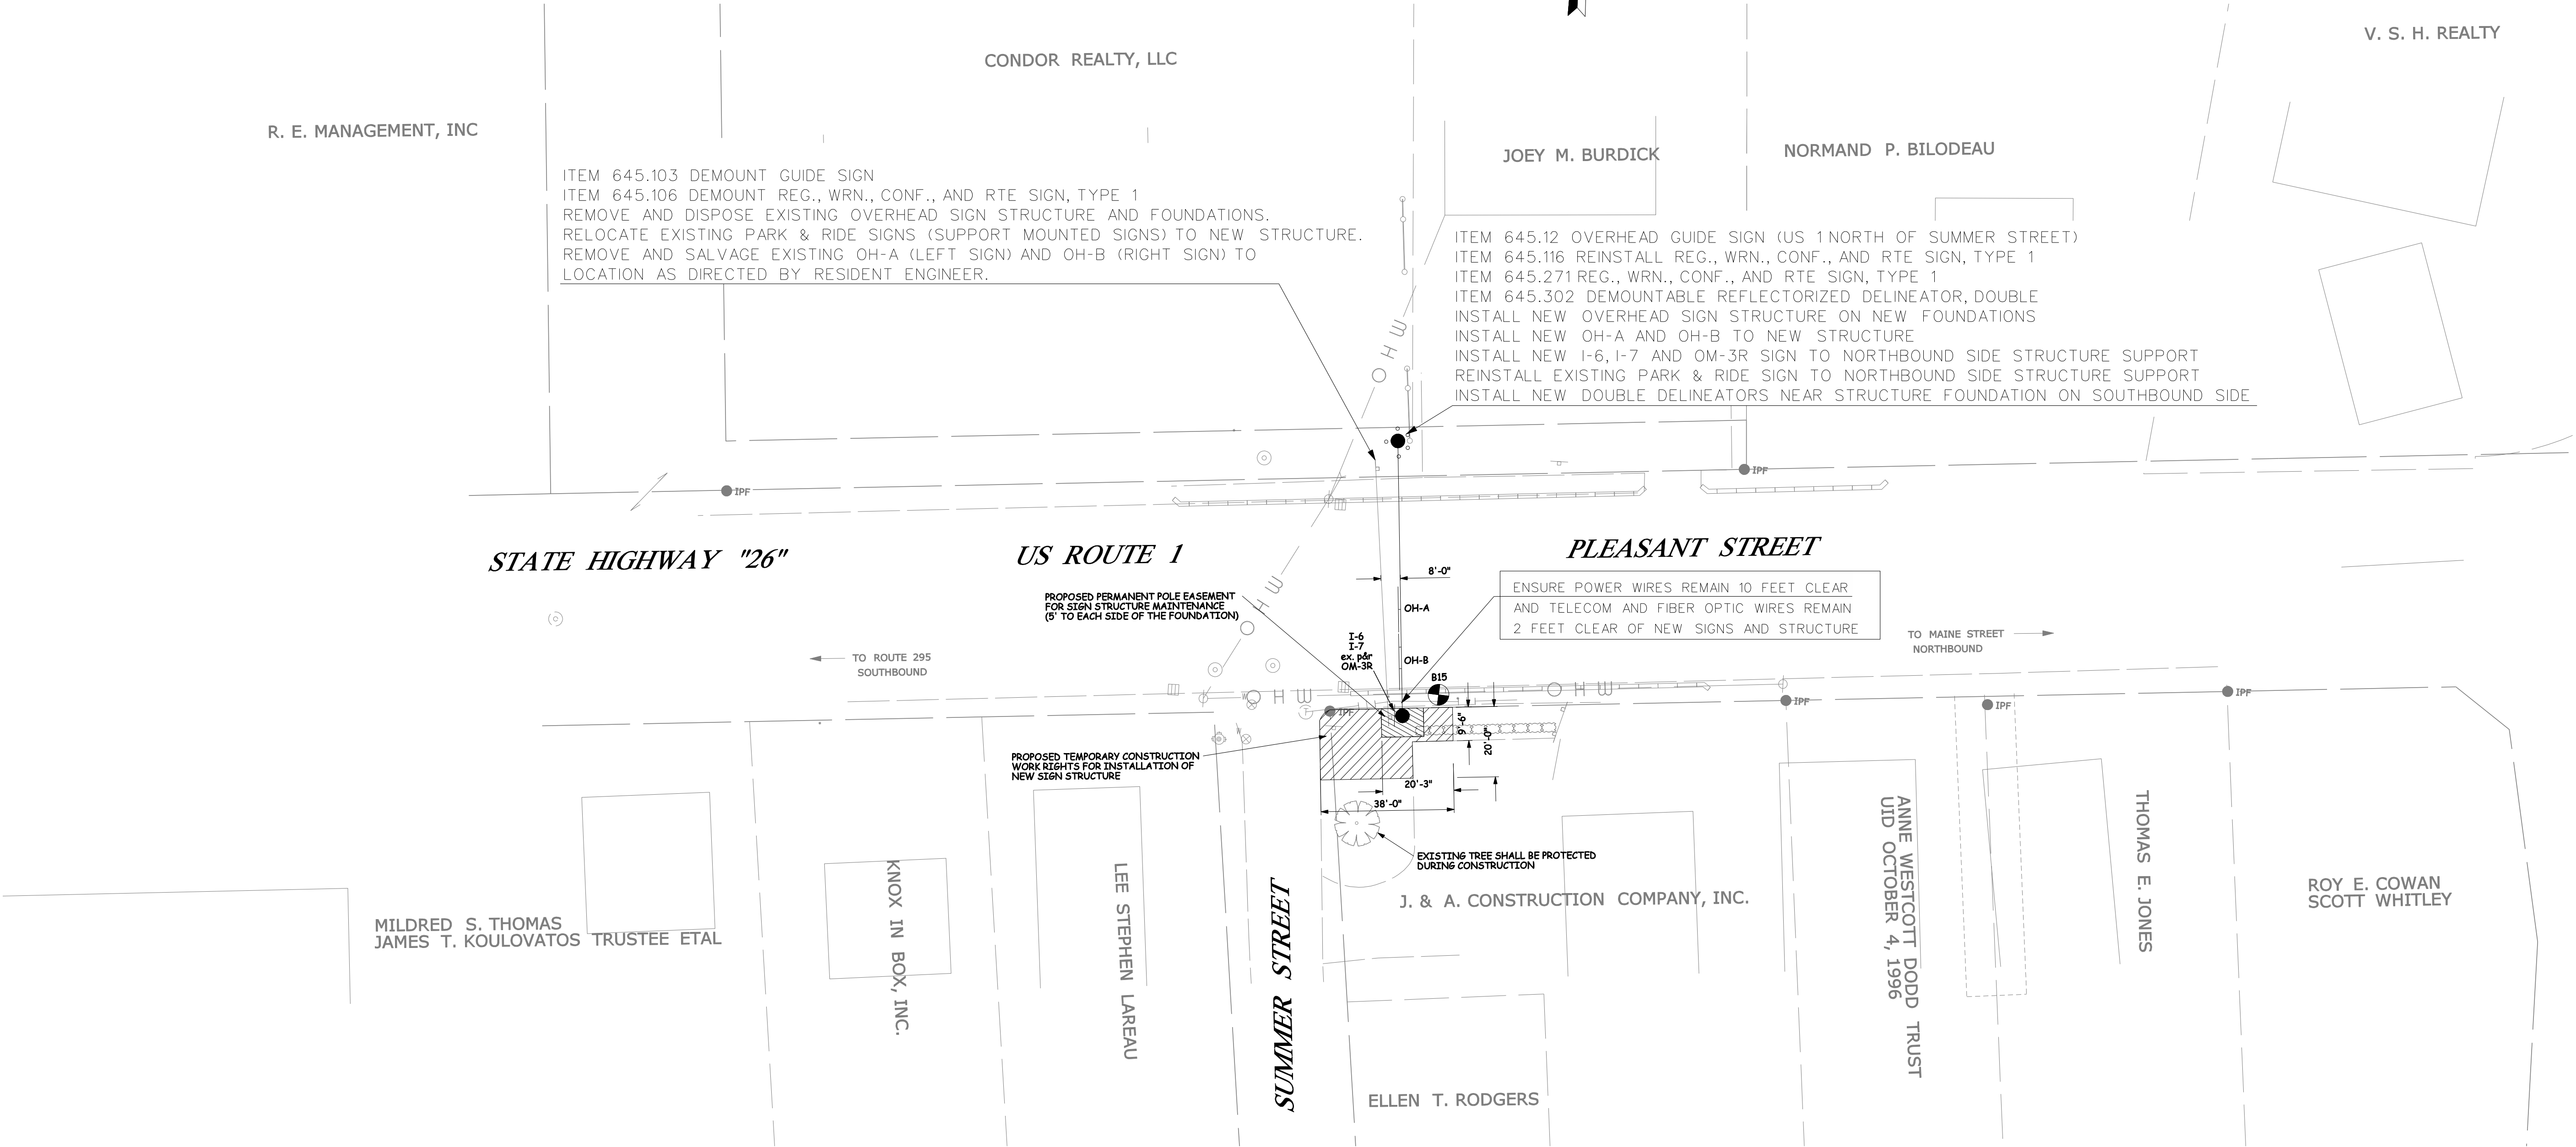 V. S. H. REALTY
CONDOR REALTY, LLC
R. E. MANAGEMENT, INC
JOEY M. BURDICK
NORMAND P. BILODEAU
ITEM 645.103 DEMOUNT GUIDE SIGN
ITEM 645.106 DEMOUNT REG., WRN., CONF., AND RTE SIGN, TYPE 1
REMOVE AND DISPOSE EXISTING OVERHEAD SIGN STRUCTURE AND FOUNDATIONS.
RELOCATE EXISTING PARK & RIDE SIGNS (SUPPORT MOUNTED SIGNS) TO NEW STRUCTURE.
REMOVE AND SALVAGE EXISTING OH-A (LEFT SIGN) AND OH-B (RIGHT SIGN) TO
LOCATION AS DIRECTED BY RESIDENT ENGINEER.
ITEM 645.12 OVERHEAD GUIDE SIGN (US 1 NORTH OF SUMMER STREET)
ITEM 645.116 REINSTALL REG., WRN., CONF., AND RTE SIGN, TYPE 1
ITEM 645.271 REG., WRN., CONF., AND RTE SIGN, TYPE 1
ITEM 645.302 DEMOUNTABLE REFLECTORIZED DELINEATOR, DOUBLE
INSTALL NEW OVERHEAD SIGN STRUCTURE ON NEW FOUNDATIONS
INSTALL NEW OH-A AND OH-B TO NEW STRUCTURE
INSTALL NEW I-6, I-7 AND OM-3R SIGN TO NORTHBOUND SIDE STRUCTURE SUPPORT
REINSTALL EXISTING PARK & RIDE SIGN TO NORTHBOUND SIDE STRUCTURE SUPPORT
INSTALL NEW DOUBLE DELINEATORS NEAR STRUCTURE FOUNDATION ON SOUTHBOUND SIDE
OHW
IPF
IPF
STATE HIGHWAY "26"
US ROUTE 1
PLEASANT STREET
8'-0"
ENSURE POWER WIRES REMAIN 10 FEET CLEAR
AND TELECOM AND FIBER OPTIC WIRES REMAIN
2 FEET CLEAR OF NEW SIGNS AND STRUCTURE
PROPOSED PERMANENT POLE EASEMENT
FOR SIGN STRUCTURE MAINTENANCE
(5' TO EACH SIDE OF THE FOUNDATION)
OHW
OH-A
I-6
I-7
ex. p&r
OM-3R
OH-B
B15
TO ROUTE 295
SOUTHBOUND
TO MAINE STREET
NORTHBOUND
OHW
OHW
IPF
IPF
IPF
IPF
9'-6"
20'-0"
PROPOSED TEMPORARY CONSTRUCTION
WORK RIGHTS FOR INSTALLATION OF
NEW SIGN STRUCTURE
20'-3"
38'-0"
EXISTING TREE SHALL BE PROTECTED
DURING CONSTRUCTION
MILDRED S. THOMAS
JAMES T. KOULOVATOS TRUSTEE ETAL
KNOX IN BOX, INC.
LEE STEPHEN LAREAU
SUMMER STREET
J. & A. CONSTRUCTION COMPANY, INC.
ANNE WESTCOTT DODD TRUST
UID OCTOBER 4, 1996
THOMAS E. JONES
ROY E. COWAN
SCOTT WHITLEY
ELLEN T. RODGERS